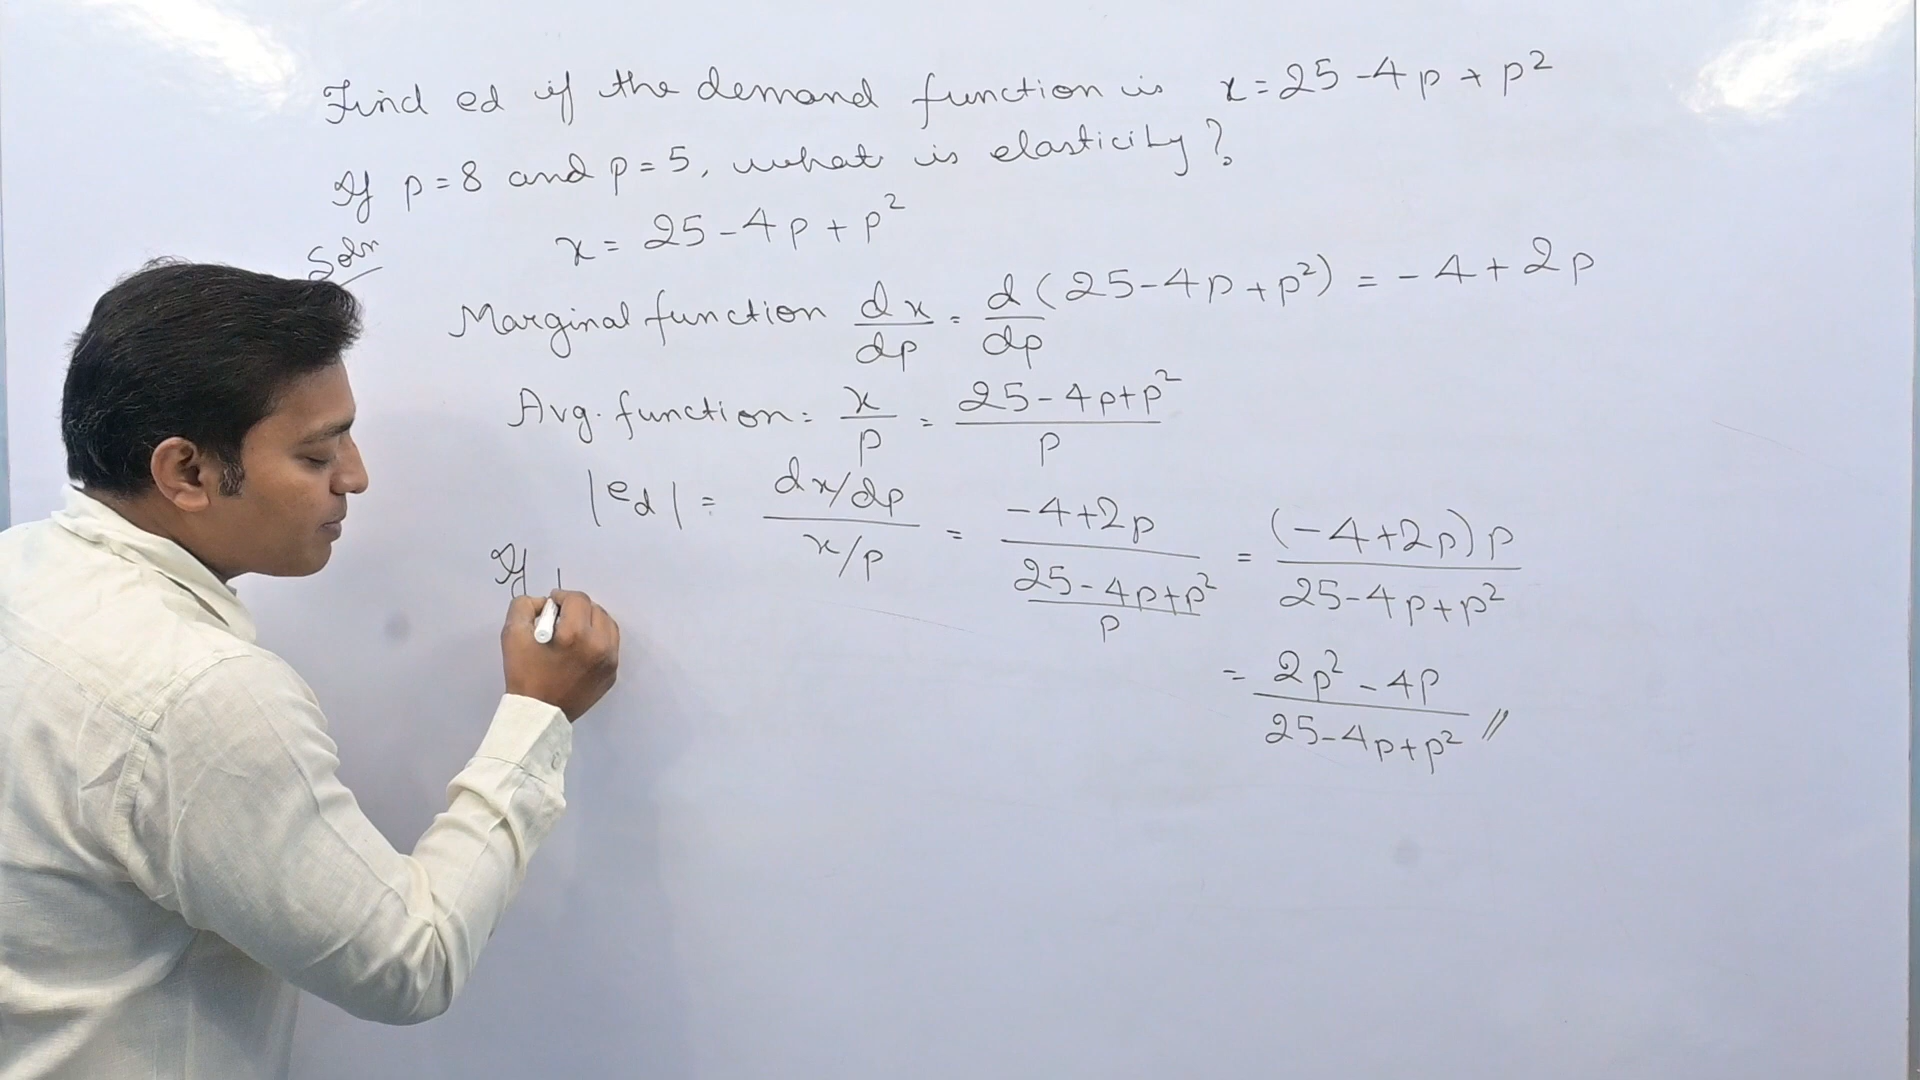 Find ed if the demand function is x = 25 - 4p + p²
If p = 8 and p = 5, what is elasticity?
Soln
x = 25 - 4p + p²
Marginal function dx/dp = d/dp (25 - 4p + p²) = -4 + 2p
Avg. function = x/p = (25 - 4p + p²)/p
|ed| = (dx/dp)/(x/p) = (-4 + 2p)/((25 - 4p + p²)/p) = ((-4 + 2p)p)/(25 - 4p + p²)
= (2p² - 4p)/(25 - 4p + p²) //
If